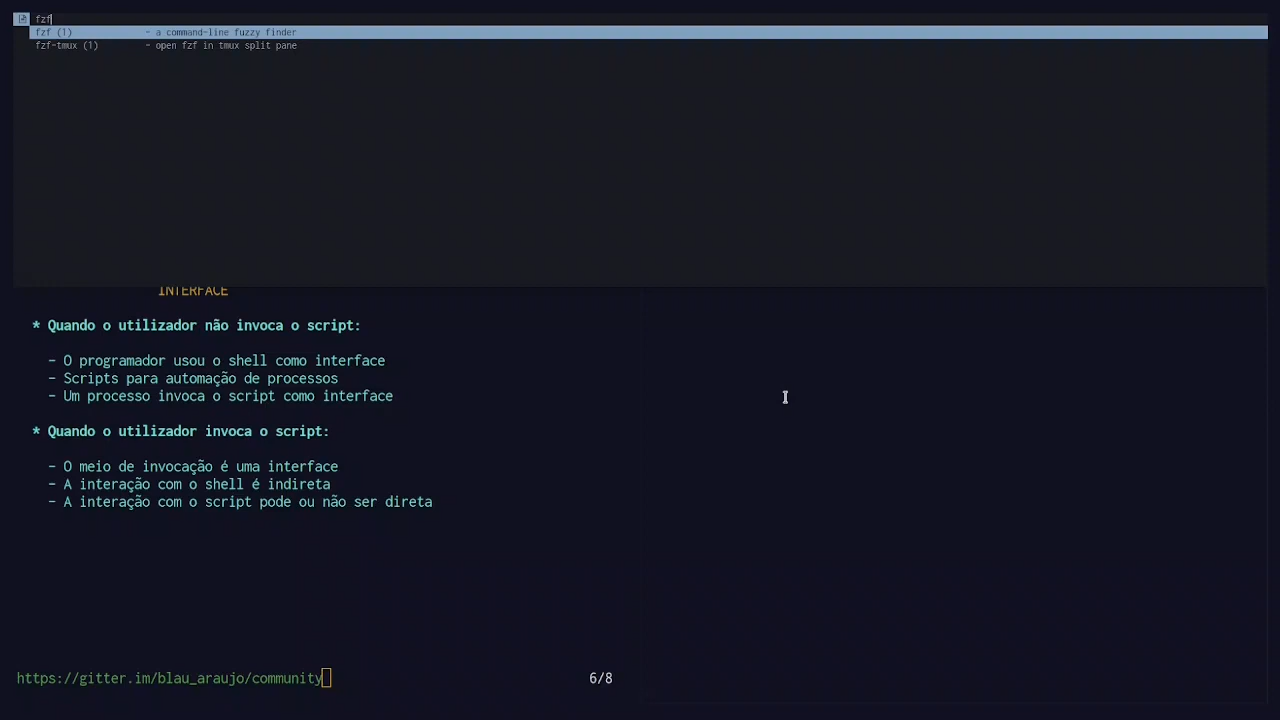 fzf
fzf (1) - a command-line fuzzy finder
fzf-tmux (1) - open fzf in tmux split pane
INTERFACE
* Quando o utilizador não invoca o script:
- O programador usou o shell como interface
- Scripts para automação de processos
- Um processo invoca o script como interface
* Quando o utilizador invoca o script:
- O meio de invocação é uma interface
- A interação com o shell é indireta
- A interação com o script pode ou não ser direta
https://gitter.im/blau_araujo/community 6/8